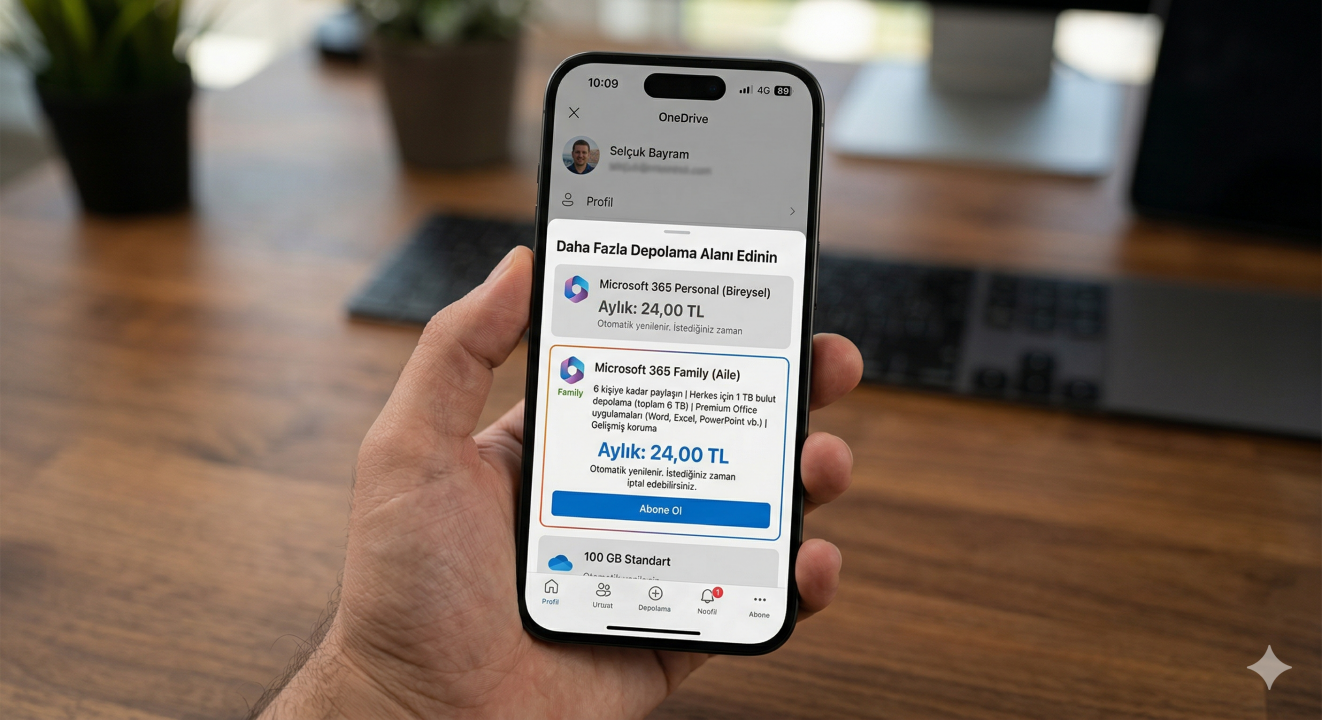 10:09
4G 89
OneDrive
Selçuk Bayram
Profil
Daha Fazla Depolama Alanı Edinin
Microsoft 365 Personal (Bireysel)
Aylık: 24,00 TL
Otomatik yenilenir. İstediğiniz zaman
Microsoft 365 Family (Aile)
Family
6 kişiye kadar paylaşın | Herkes için 1 TB bulut
depolama (toplam 6 TB) | Premium Office
uygulamaları (Word, Excel, PowerPoint vb.) |
Gelişmiş koruma
Aylık: 24,00 TL
Otomatik yenilenir. İstediğiniz zaman
iptal edebilirsiniz.
Abone Ol
100 GB Standart
Profil
Urtuat
Depolama
Noofil
1
Abone